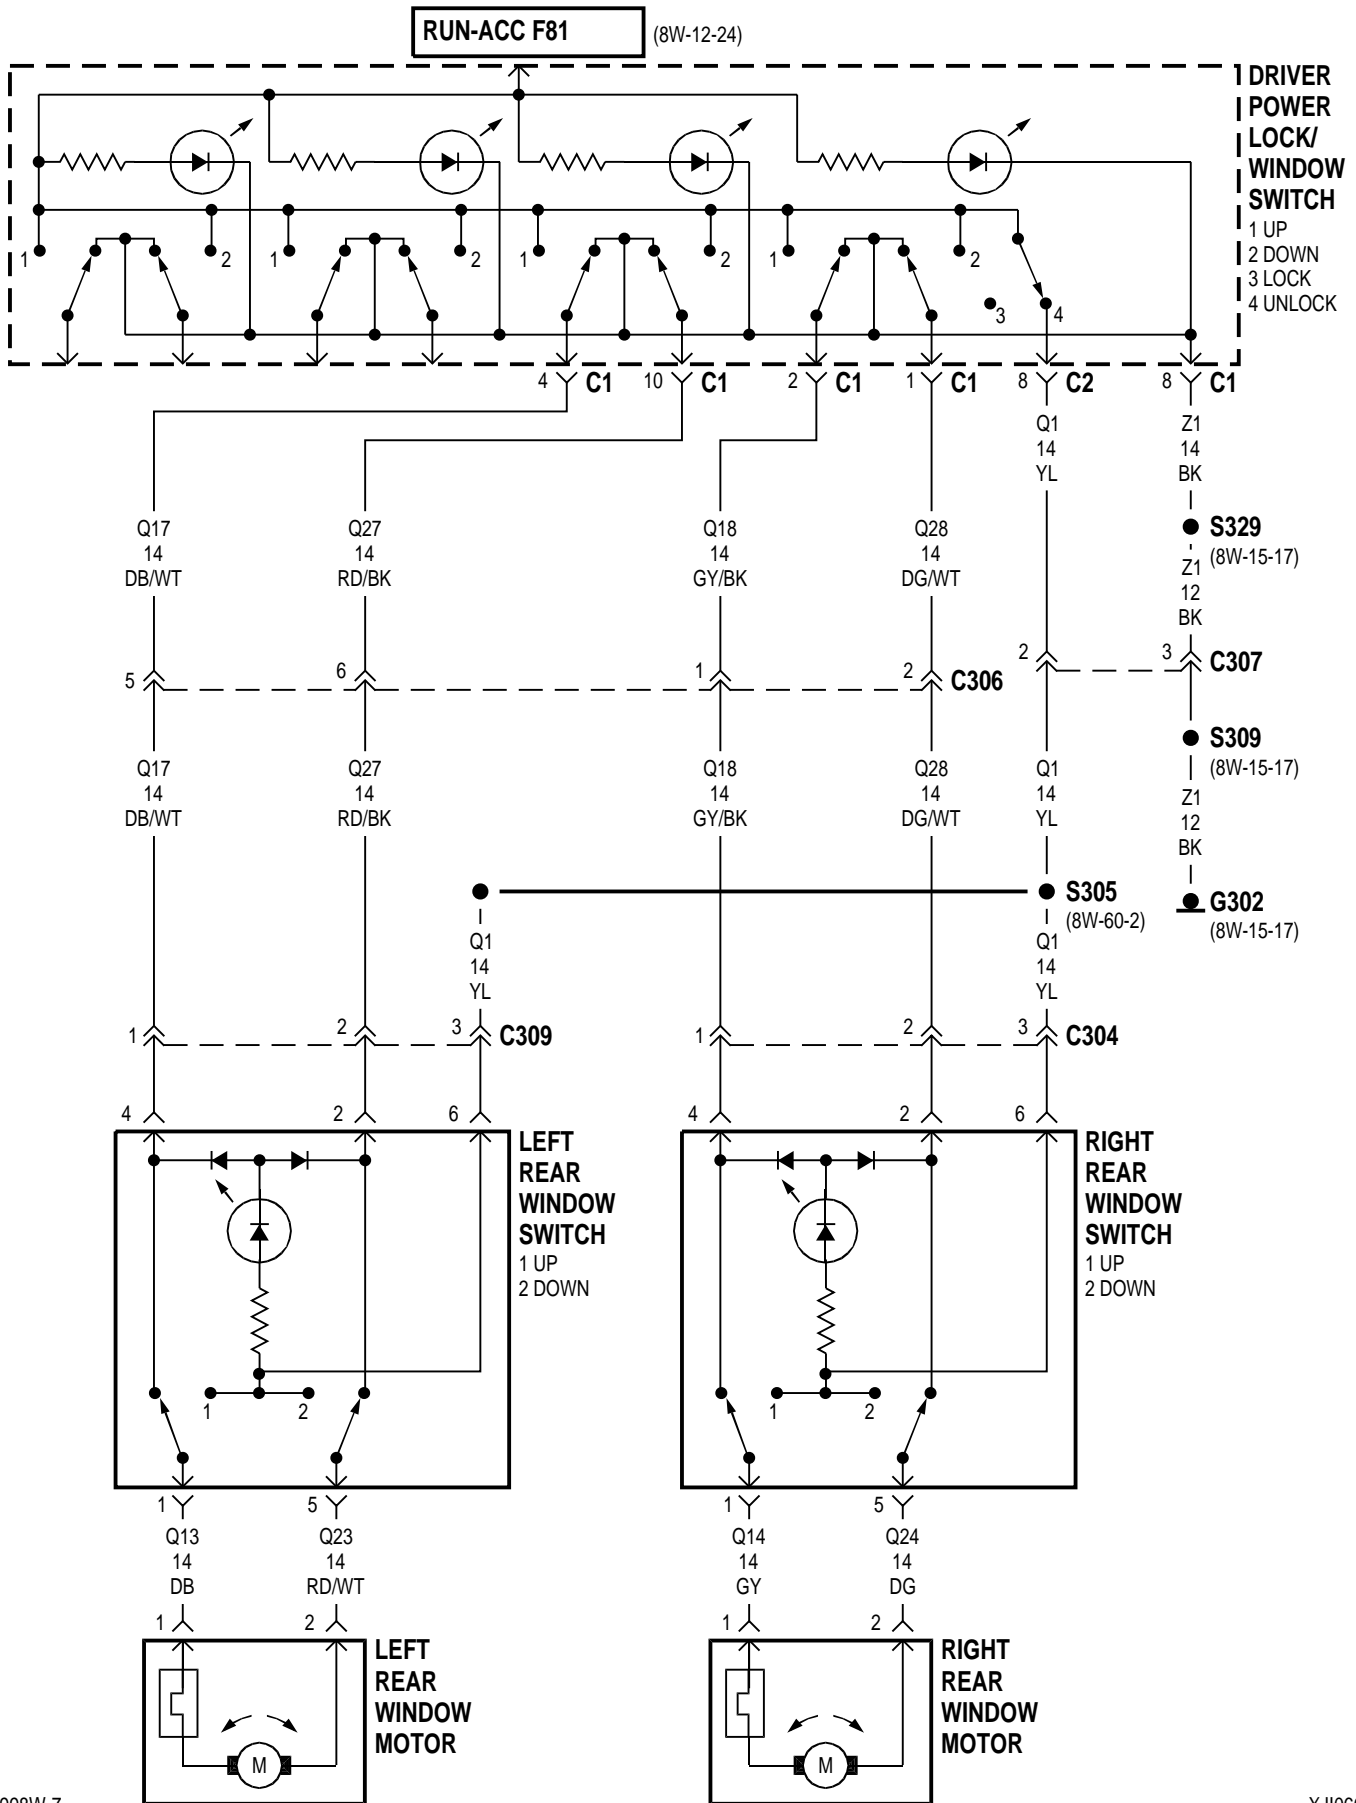 RUN-ACC F81 (8W-12-24)
DRIVER
POWER
LOCK/
WINDOW
SWITCH
1 UP
2 DOWN
3 LOCK
4 UNLOCK
1 2 1 2 1 2 1 2
3 4
4 C1 10 C1 2 C1 1 C1 8 C2 8 C1
Q1 Z1
14 14
YL BK
Q17 Q27 Q18 Q28 S329
14 14 14 14 (8W-15-17)
DB/WT RD/BK GY/BK DG/WT
Z1
12
BK
2 3 C307
5 6 1 2 C306
S309
(8W-15-17)
Q17 Q27 Q18 Q28 Q1
14 14 14 14 14
DB/WT RD/BK GY/BK DG/WT YL
Z1
12
BK
S305 G302
(8W-60-2) (8W-15-17)
Q1 Q1
14 14
YL YL
1 2 3 C309 1 2 3 C304
4 2 6 4 2 6
LEFT
REAR
WINDOW
SWITCH
1 UP
2 DOWN
RIGHT
REAR
WINDOW
SWITCH
1 UP
2 DOWN
1 2 1 2
1 5 1 5
Q13 Q23 Q14 Q24
14 14 14 14
DB RD/WT GY DG
1 2 1 2
LEFT
REAR
WINDOW
MOTOR
RIGHT
REAR
WINDOW
MOTOR
M M